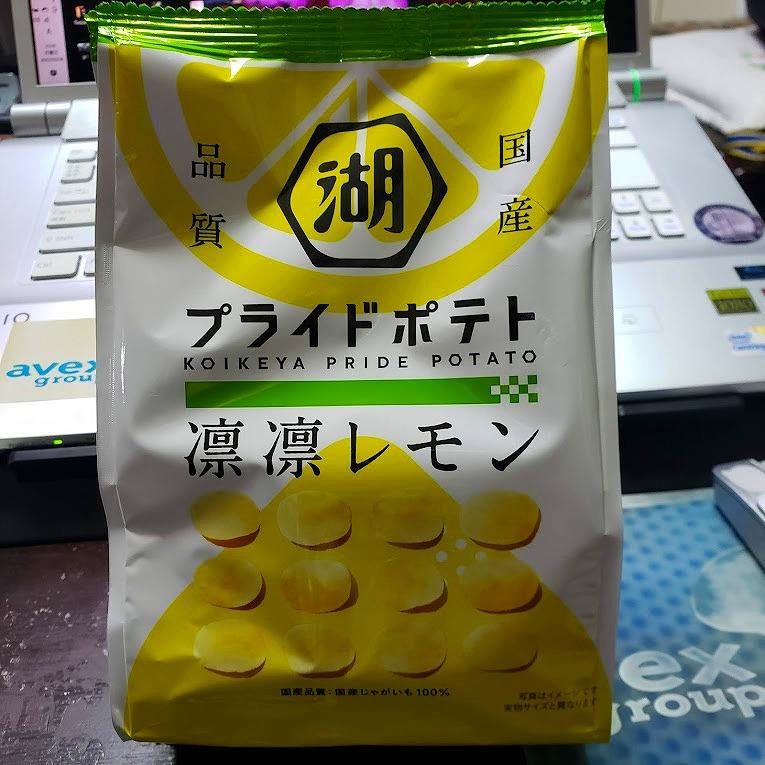 国産
品質
湖
プライドポテト
KOIKEYA PRIDE POTATO
凛凛レモン
国産品質：国産じゃがいも100%
写真はイメージです
実物サイズと異なります
avex
group
ex
group